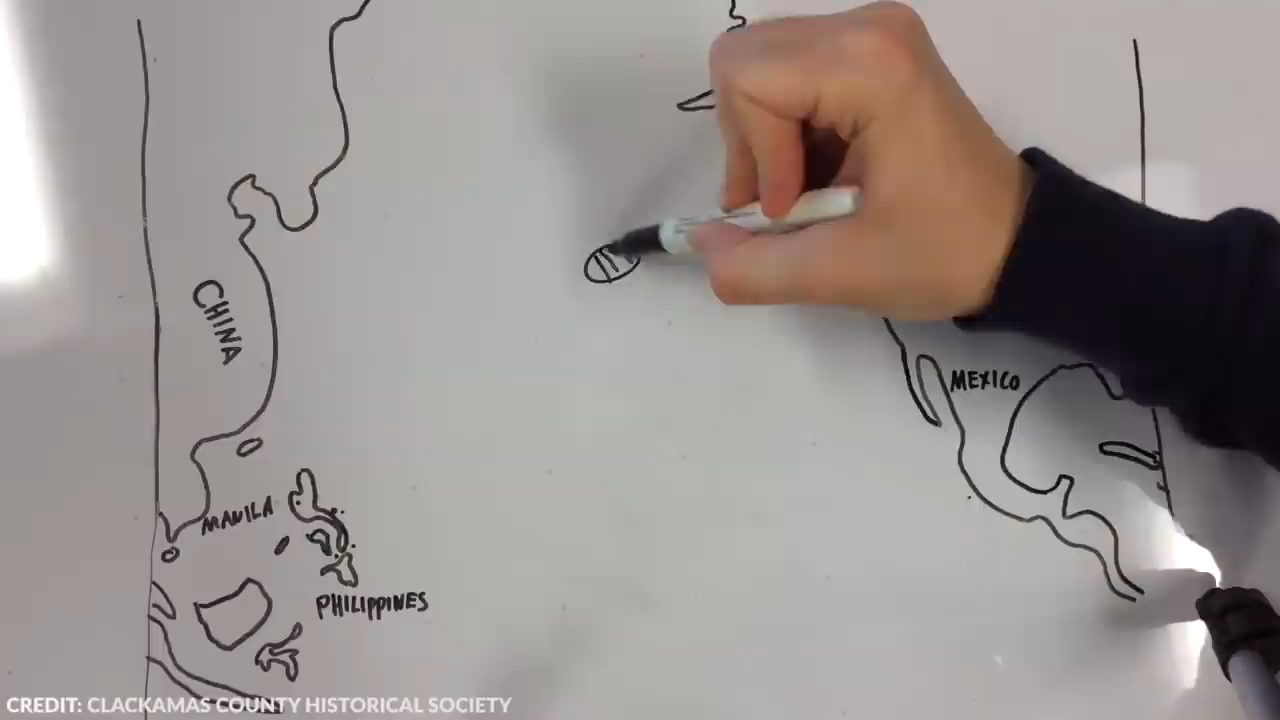 CHINA
MEXICO
MANILA
PHILIPPINES
CREDIT: CLACKAMAS COUNTY HISTORICAL SOCIETY